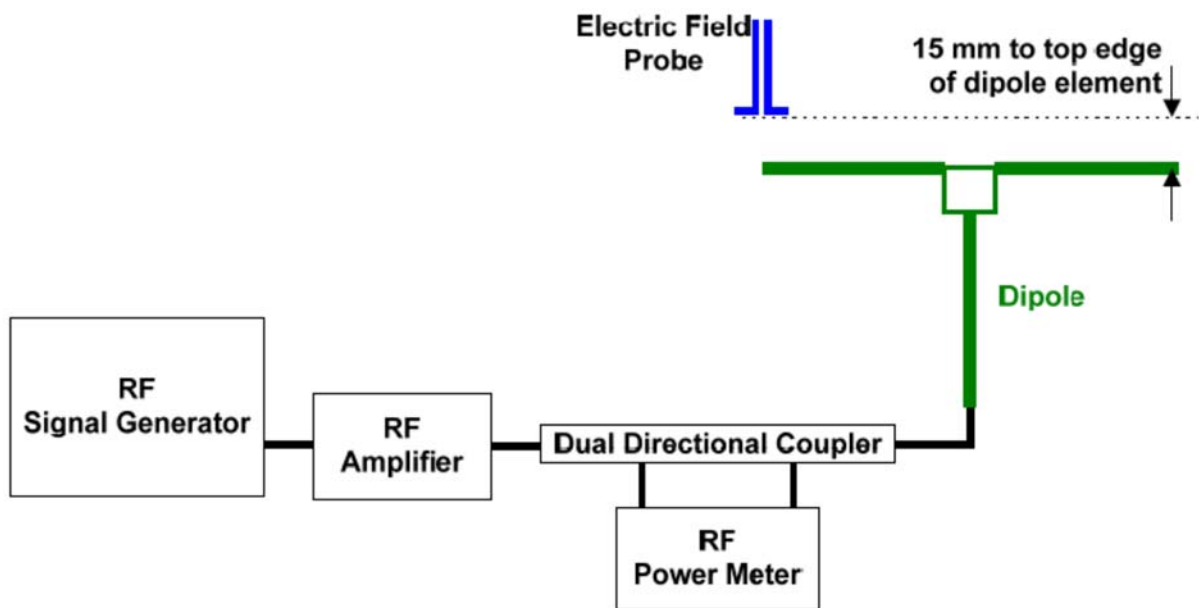 Electric Field
Probe
15 mm to top edge
of dipole element
Dipole
RF
Signal Generator
RF
Amplifier
Dual Directional Coupler
RF
Power Meter